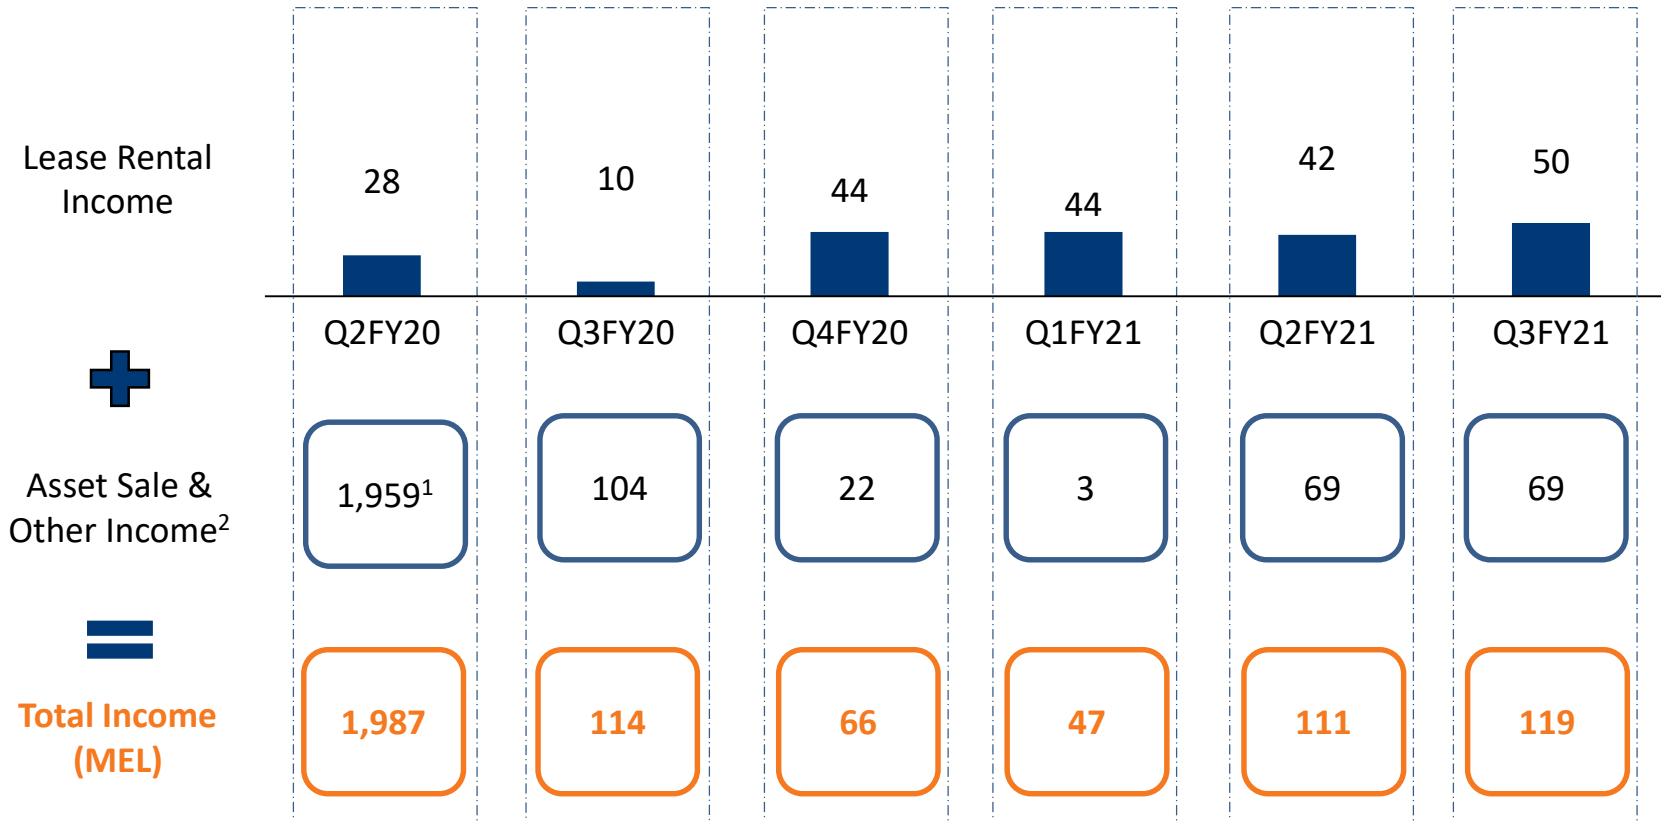 Lease Rental
Income
28
10
44
44
42
50
Q2FY20
Q3FY20
Q4FY20
Q1FY21
Q2FY21
Q3FY21
Asset Sale &
Other Income²
1,959¹
104
22
3
69
69
Total Income
(MEL)
1,987
114
66
47
111
119